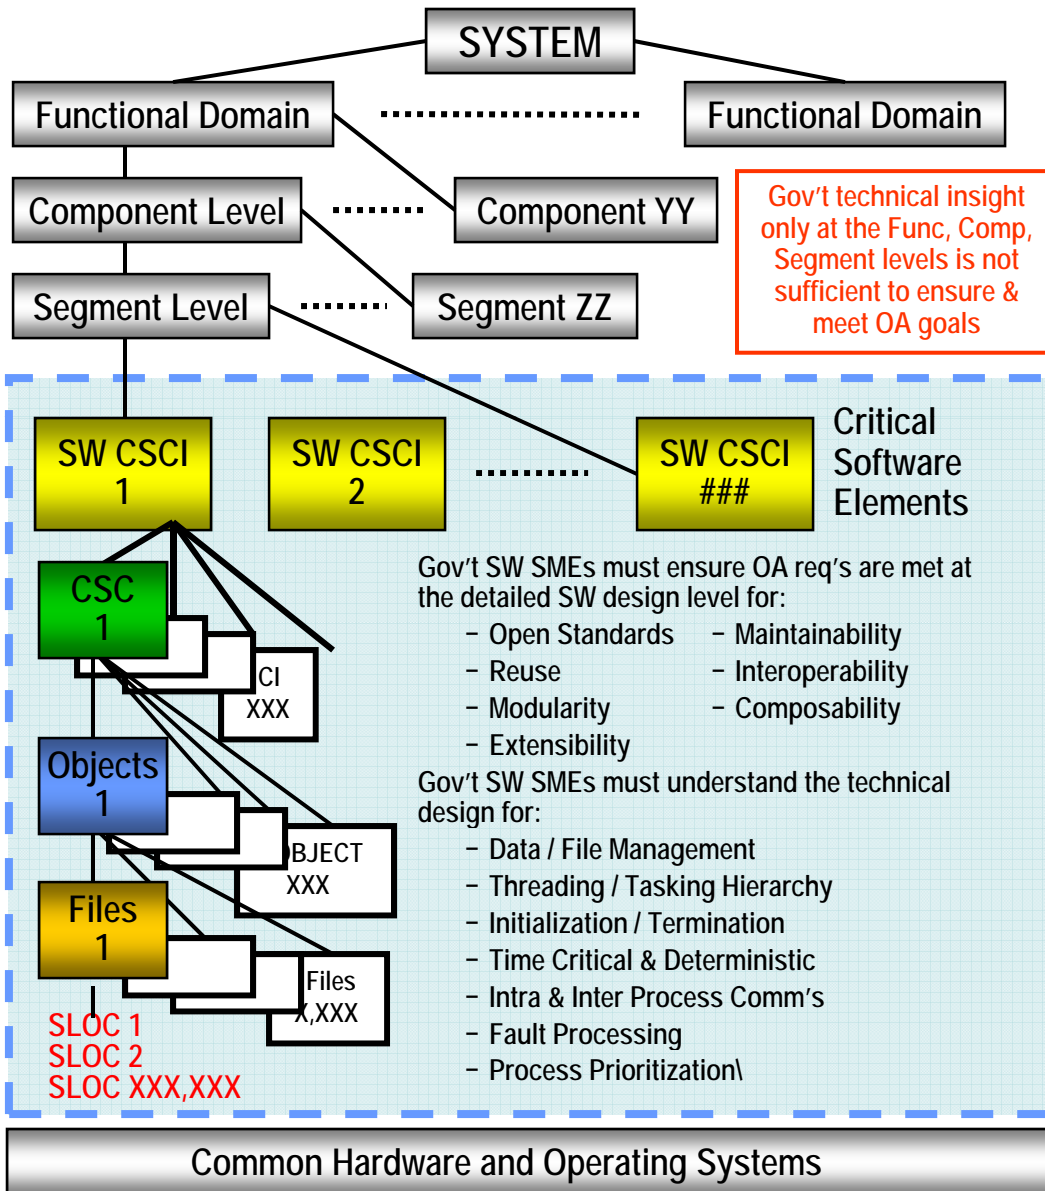 SYSTEM
Functional Domain
Functional Domain
Component Level
Component YY
Gov't technical insight
only at the Func, Comp,
Segment levels is not
sufficient to ensure &
meet OA goals
Segment Level
Segment ZZ
SW CSCI
1
SW CSCI
2
SW CSCI
###
Critical
Software
Elements
CSC
1
CI
XXX
Gov't SW SMEs must ensure OA req's are met at
the detailed SW design level for:
– Open Standards
– Reuse
– Modularity
– Extensibility
– Maintainability
– Interoperability
– Composability
Objects
1
BJECT
XXX
Gov't SW SMEs must understand the technical
design for:
– Data / File Management
– Threading / Tasking Hierarchy
– Initialization / Termination
– Time Critical & Deterministic
– Intra & Inter Process Comm's
– Fault Processing
– Process Prioritization\
Files
1
Files
X,XXX
SLOC 1
SLOC 2
SLOC XXX,XXX
Common Hardware and Operating Systems